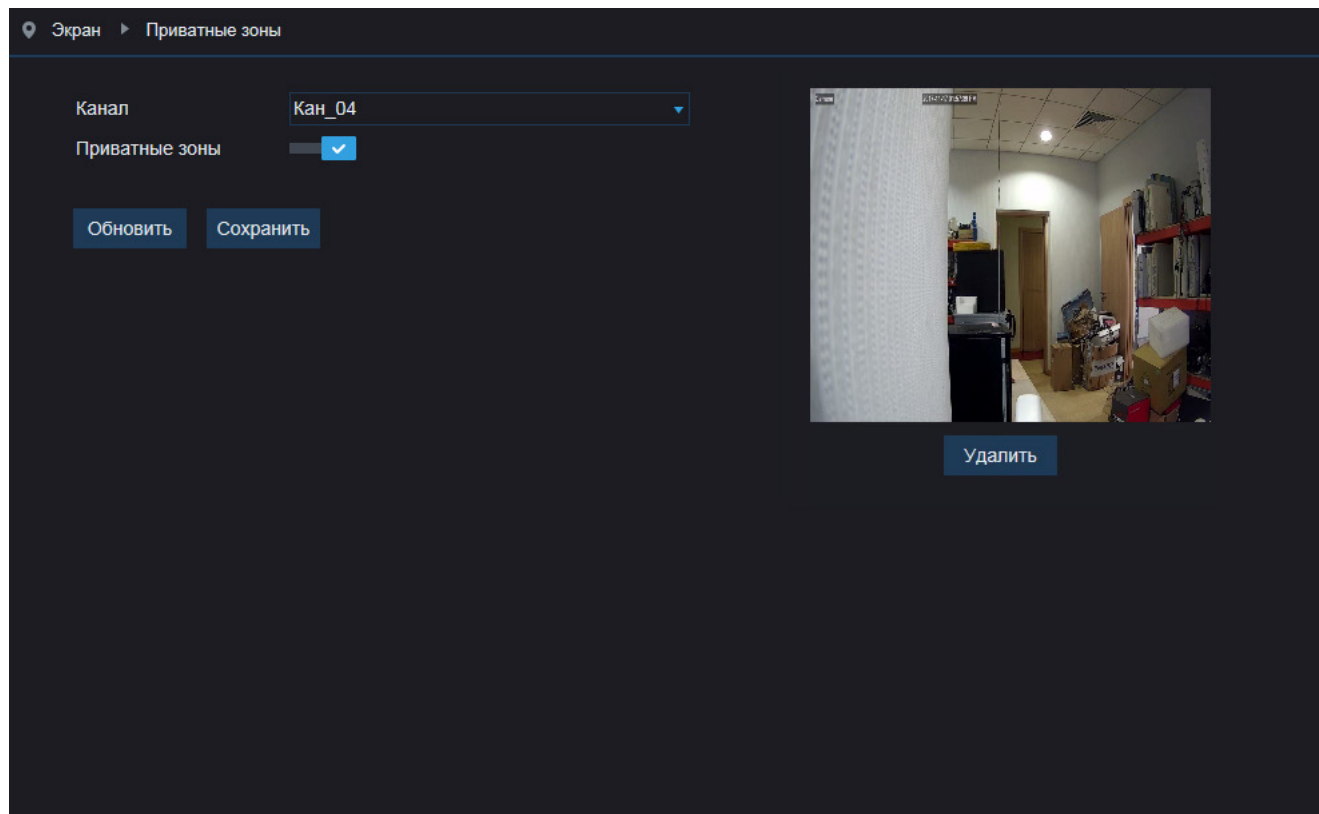 Экран Приватные зоны
Канал Кан_04
Приватные зоны
Обновить Сохранить
Удалить